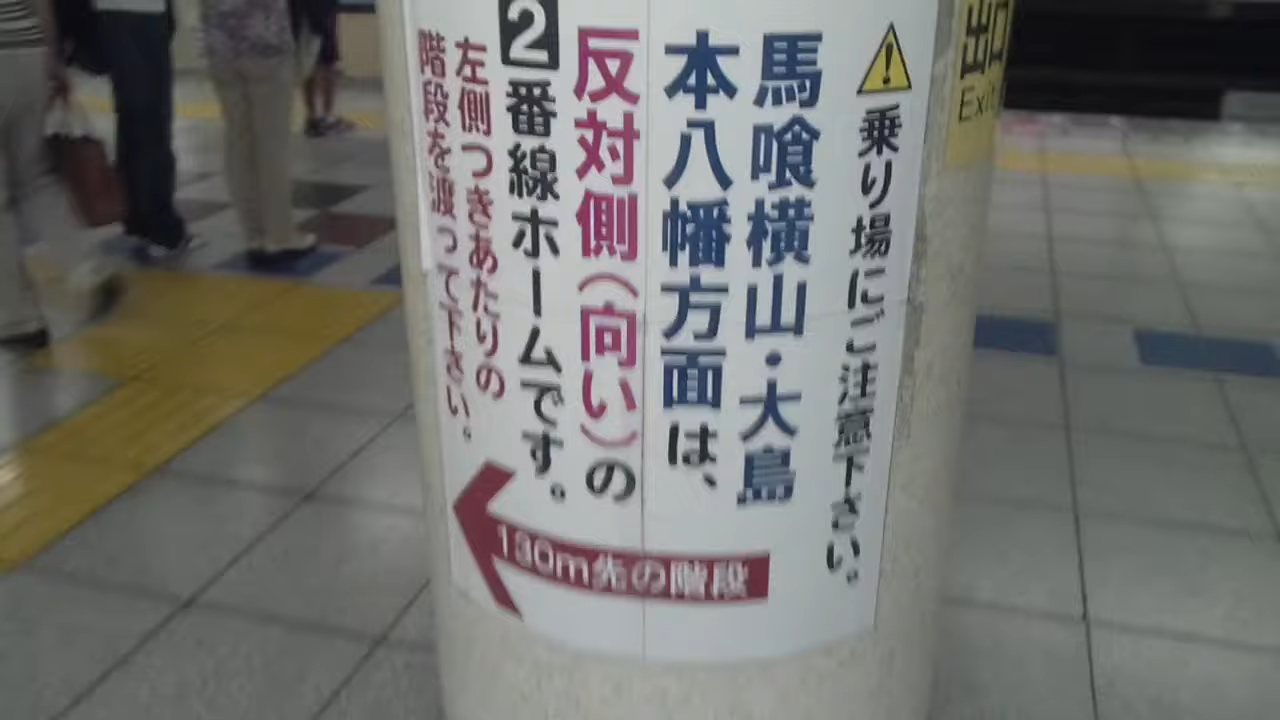 乗り場にご注意下さい。
馬喰横山・大島
本八幡方面は、
反対側(向い)の
2番線ホームです。
左側つきあたりの
階段を渡って下さい。
130m先の階段
出口
Exit